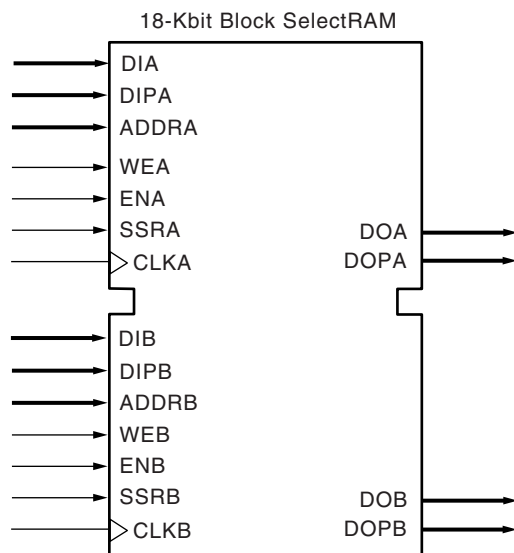 18-Kbit Block SelectRAM
DIA
DIPA
ADDRA
WEA
ENA
SSRA
CLKA
DOA
DOPA
DIB
DIPB
ADDRB
WEB
ENB
SSRB
CLKB
DOB
DOPB